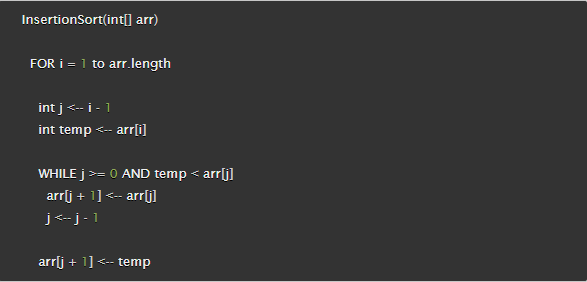 InsertionSort(int[] arr)
FOR i = 1 to arr.length
int j <-- i - 1
int temp <-- arr[i]
WHILE j >= 0 AND temp < arr[j]
arr[j + 1] <-- arr[j]
j <-- j - 1
arr[j + 1] <-- temp